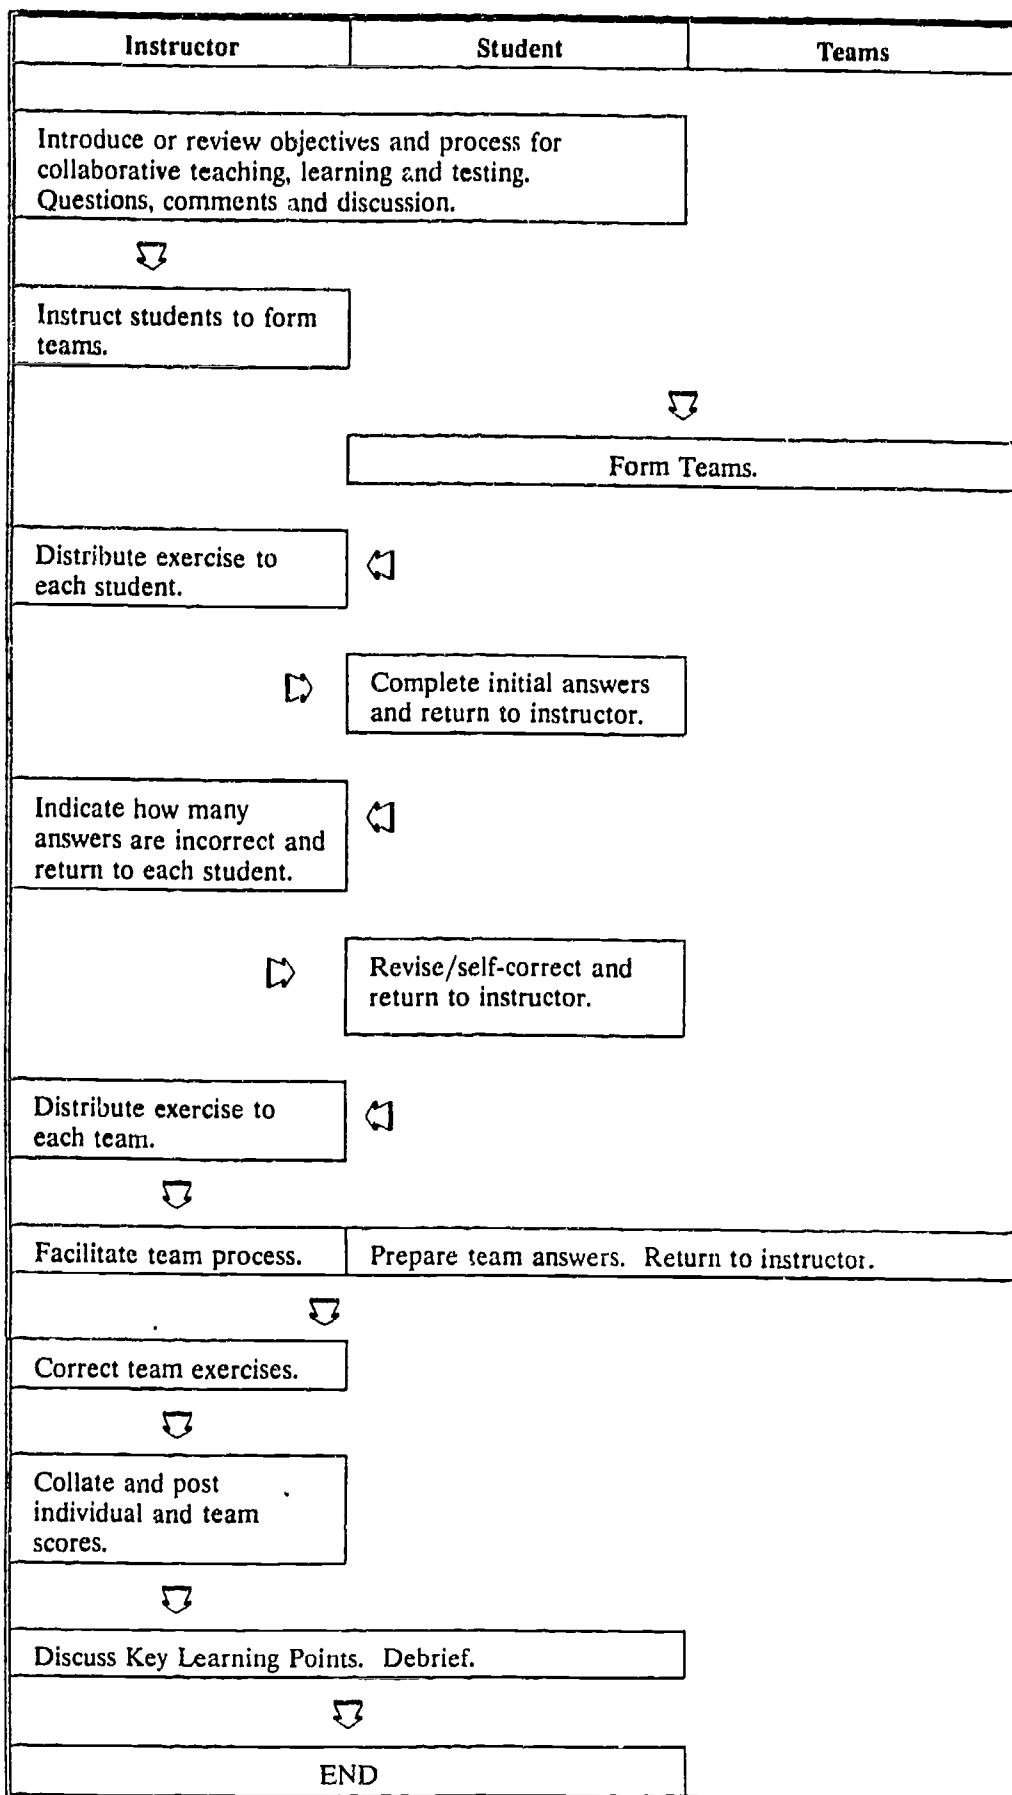 Instructor Student Teams
Introduce or review objectives and process for
collaborative teaching, learning and testing.
Questions, comments and discussion.
Instruct students to form
teams.
Form Teams.
Distribute exercise to
each student.
Complete initial answers
and return to instructor.
Indicate how many
answers are incorrect and
return to each student.
Revise/self-correct and
return to instructor.
Distribute exercise to
each team.
Facilitate team process. Prepare team answers. Return to instructor.
Correct team exercises.
Collate and post
individual and team
scores.
Discuss Key Learning Points. Debrief.
END